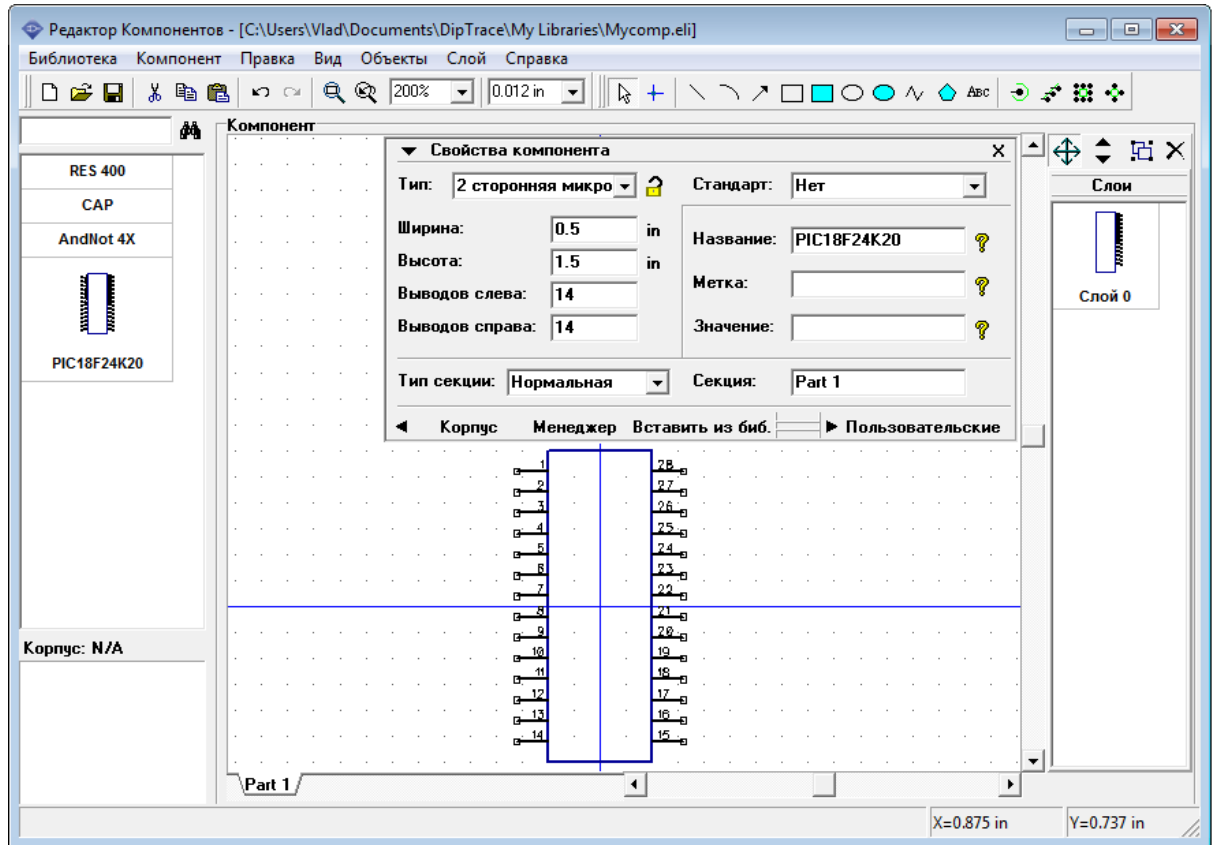 Редактор Компонентов - [C:\Users\Vlad\Documents\DipTrace\My Libraries\Mycomp.eli]
Библиотека Компонент Правка Вид Объекты Слой Справка
200% 0.012 in ABC
Компонент
RES 400
CAP
AndNot 4X
PIC18F24K20
Корпус: N/A
Свойства компонента X
Тип: 2 сторонняя микро Стандарт: Нет
Ширина: 0.5 in
Высота: 1.5 in
Выводов слева: 14
Выводов справа: 14
Название: PIC18F24K20 ?
Метка: ?
Значение: ?
Тип секции: Нормальная Секция: Part 1
Корпус Менеджер Вставить из биб. Пользовательские
1 28
2 27
3 26
4 25
5 24
6 23
7 22
8 21
9 20
10 19
11 18
12 17
13 16
14 15
Part 1
Слои
Слой 0
X=0.875 in Y=0.737 in